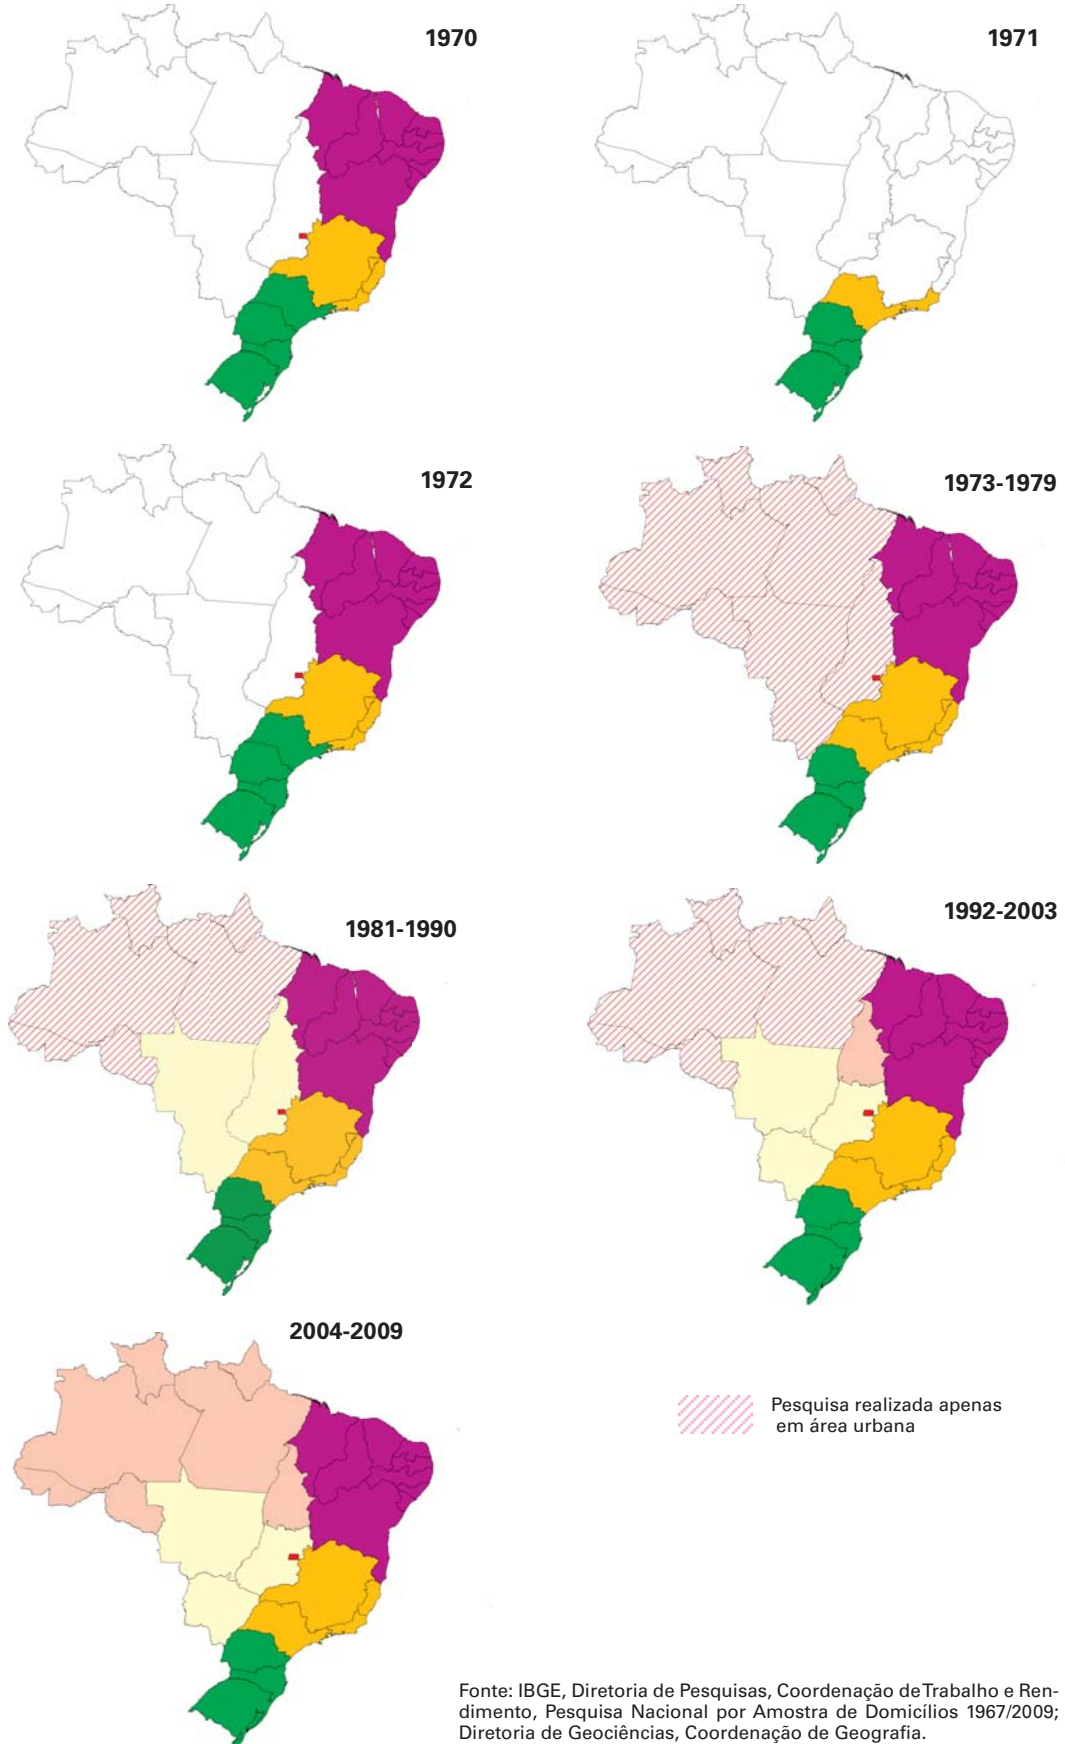 1970
1971
1972
1973-1979
1981-1990
1992-2003
2004-2009
Pesquisa realizada apenas
em área urbana
Fonte: IBGE, Diretoria de Pesquisas, Coordenação de Trabalho e Ren-
dimento, Pesquisa Nacional por Amostra de Domicílios 1967/2009;
Diretoria de Geociências, Coordenação de Geografia.